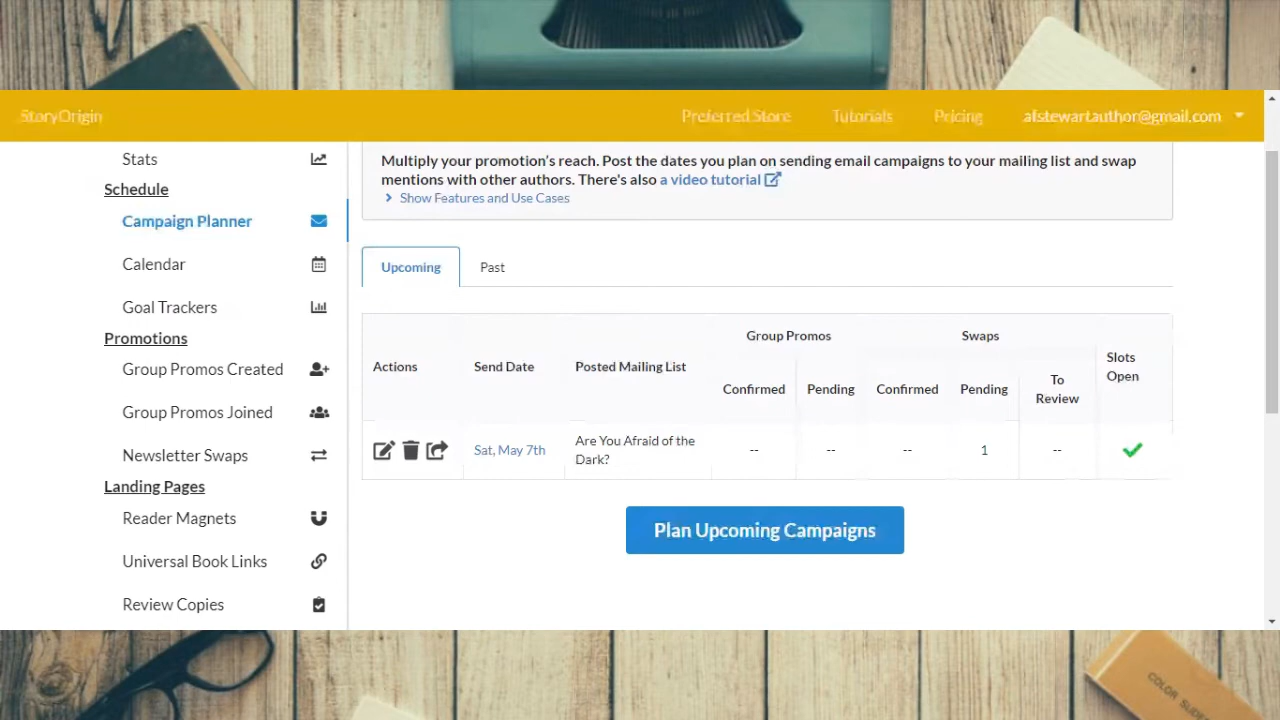 StoryOrigin Preferred Store Tutorials Pricing afstewartauthor@gmail.com
Stats
Schedule
Campaign Planner
Calendar
Goal Trackers
Promotions
Group Promos Created
Group Promos Joined
Newsletter Swaps
Landing Pages
Reader Magnets
Universal Book Links
Review Copies
Multiply your promotion's reach. Post the dates you plan on sending email campaigns to your mailing list and swap
mentions with other authors. There's also a video tutorial
Show Features and Use Cases
Upcoming Past
Group Promos Swaps
Actions Send Date Posted Mailing List Slots
Open
Confirmed Pending Confirmed Pending To
Review
Sat, May 7th Are You Afraid of the
Dark? -- -- -- 1 --
Plan Upcoming Campaigns